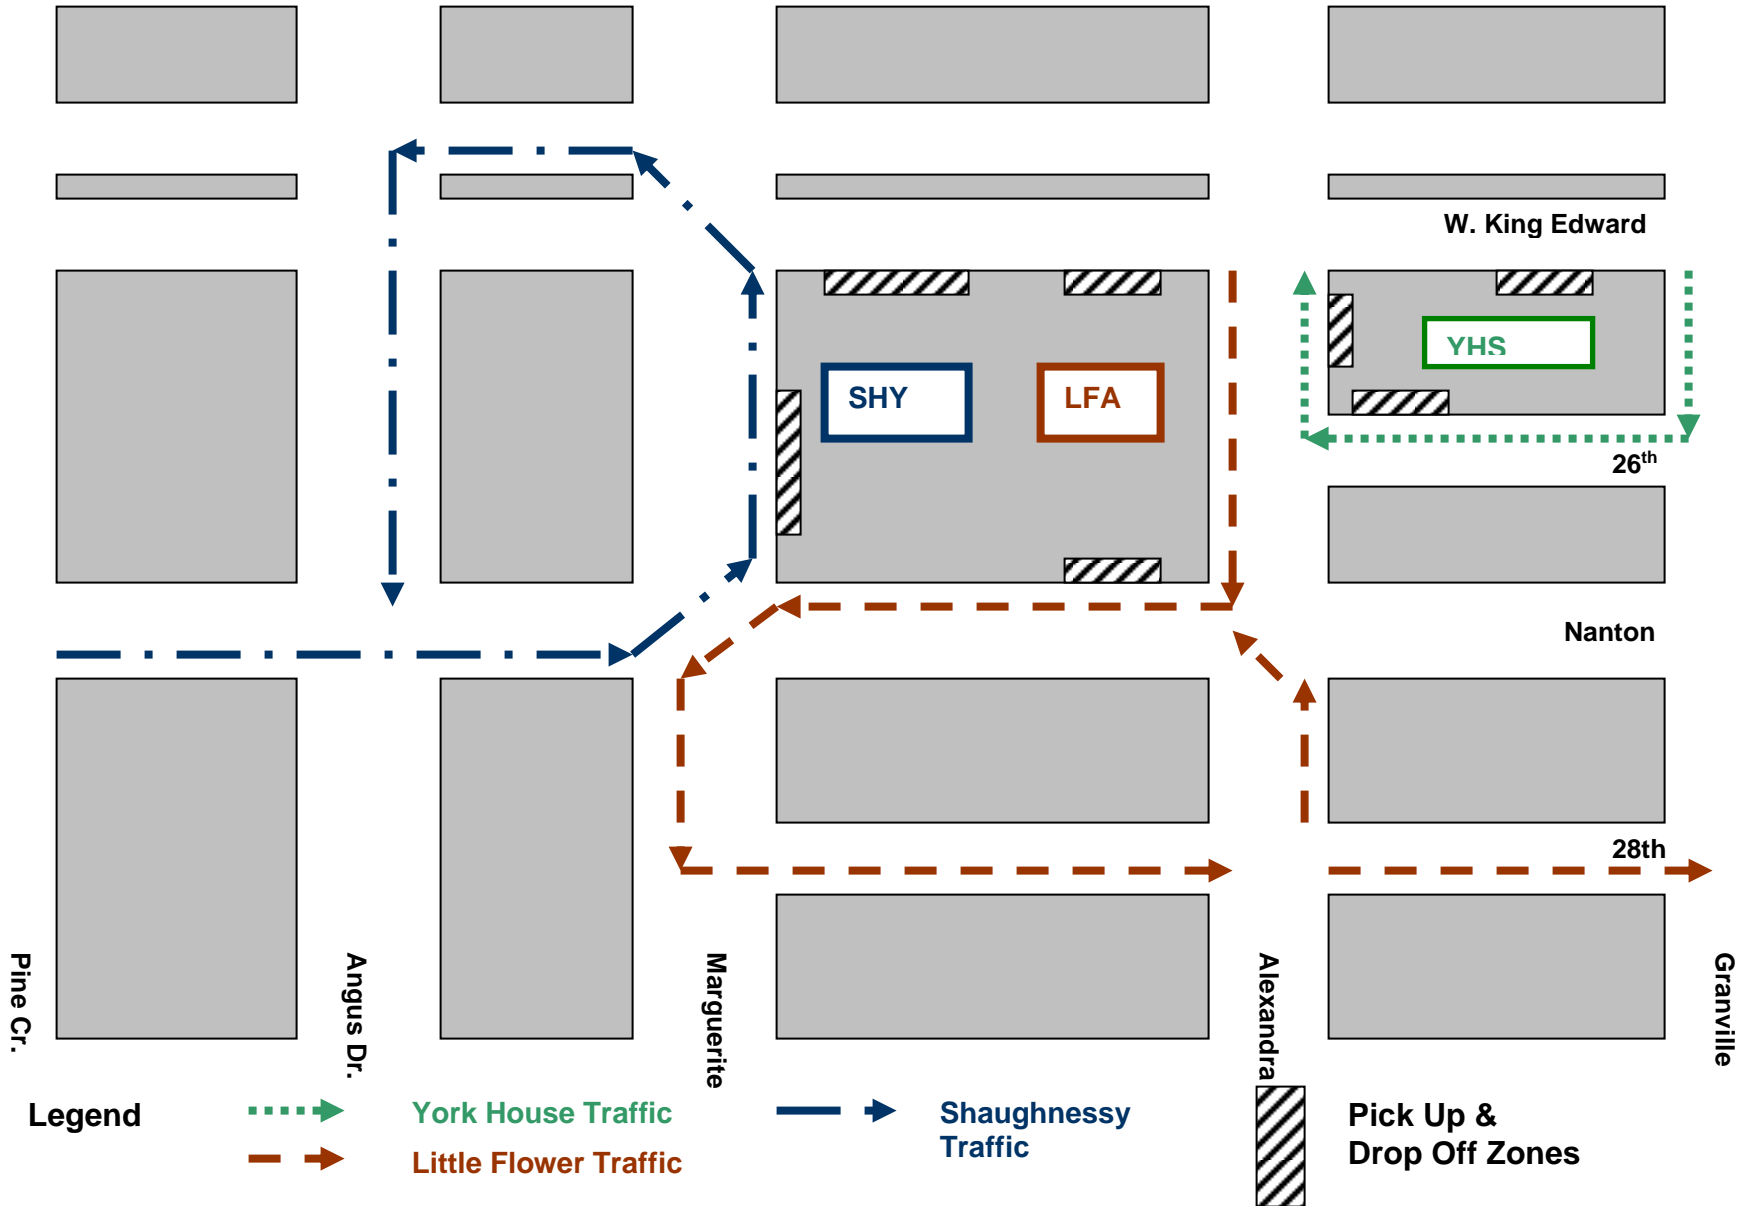 W. King Edward
YHS
SHY
LFA
26th
Nanton
28th
Pine Cr.
Angus Dr.
Marguerite
Alexandra
Granville
Legend
York House Traffic
Little Flower Traffic
Shaughnessy
Traffic
Pick Up &
Drop Off Zones